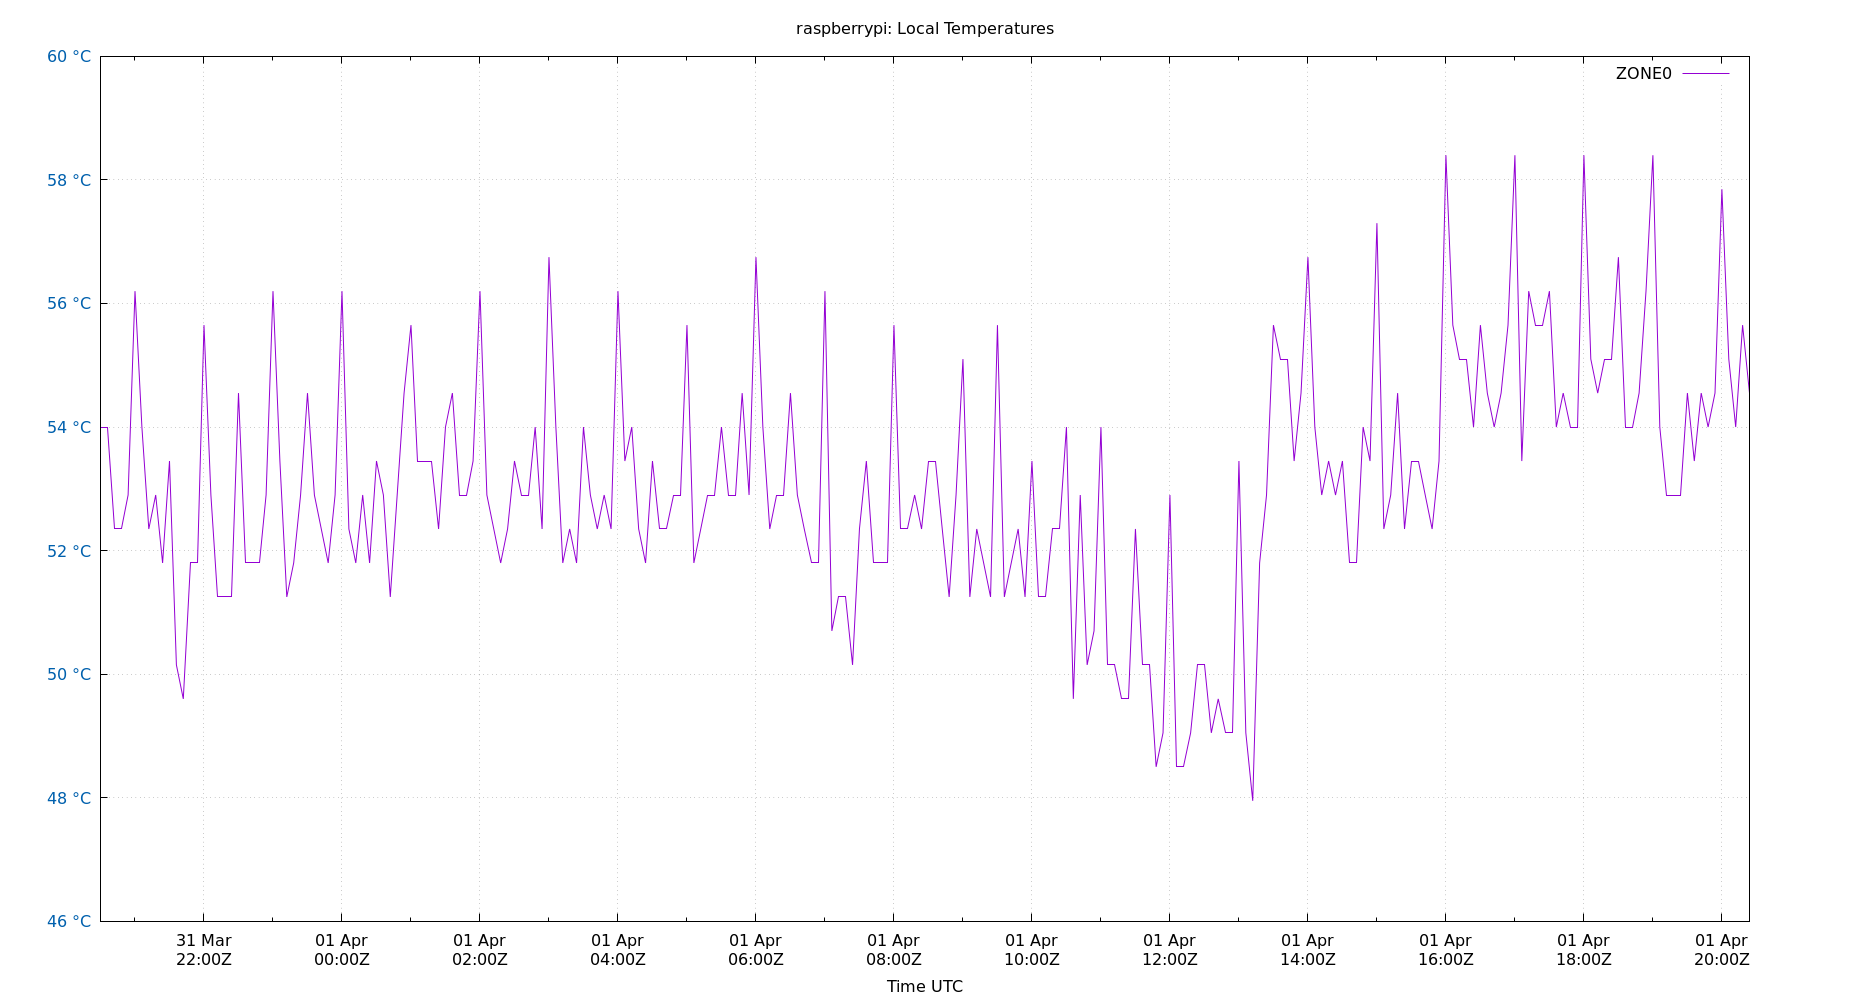 raspberrypi: Local Temperatures
ZONE0
60 °C
58 °C
56 °C
54 °C
52 °C
50 °C
48 °C
46 °C
31 Mar 01 Apr 01 Apr 01 Apr 01 Apr 01 Apr 01 Apr 01 Apr 01 Apr 01 Apr 01 Apr 01 Apr
22:00Z 00:00Z 02:00Z 04:00Z 06:00Z 08:00Z 10:00Z 12:00Z 14:00Z 16:00Z 18:00Z 20:00Z
Time UTC